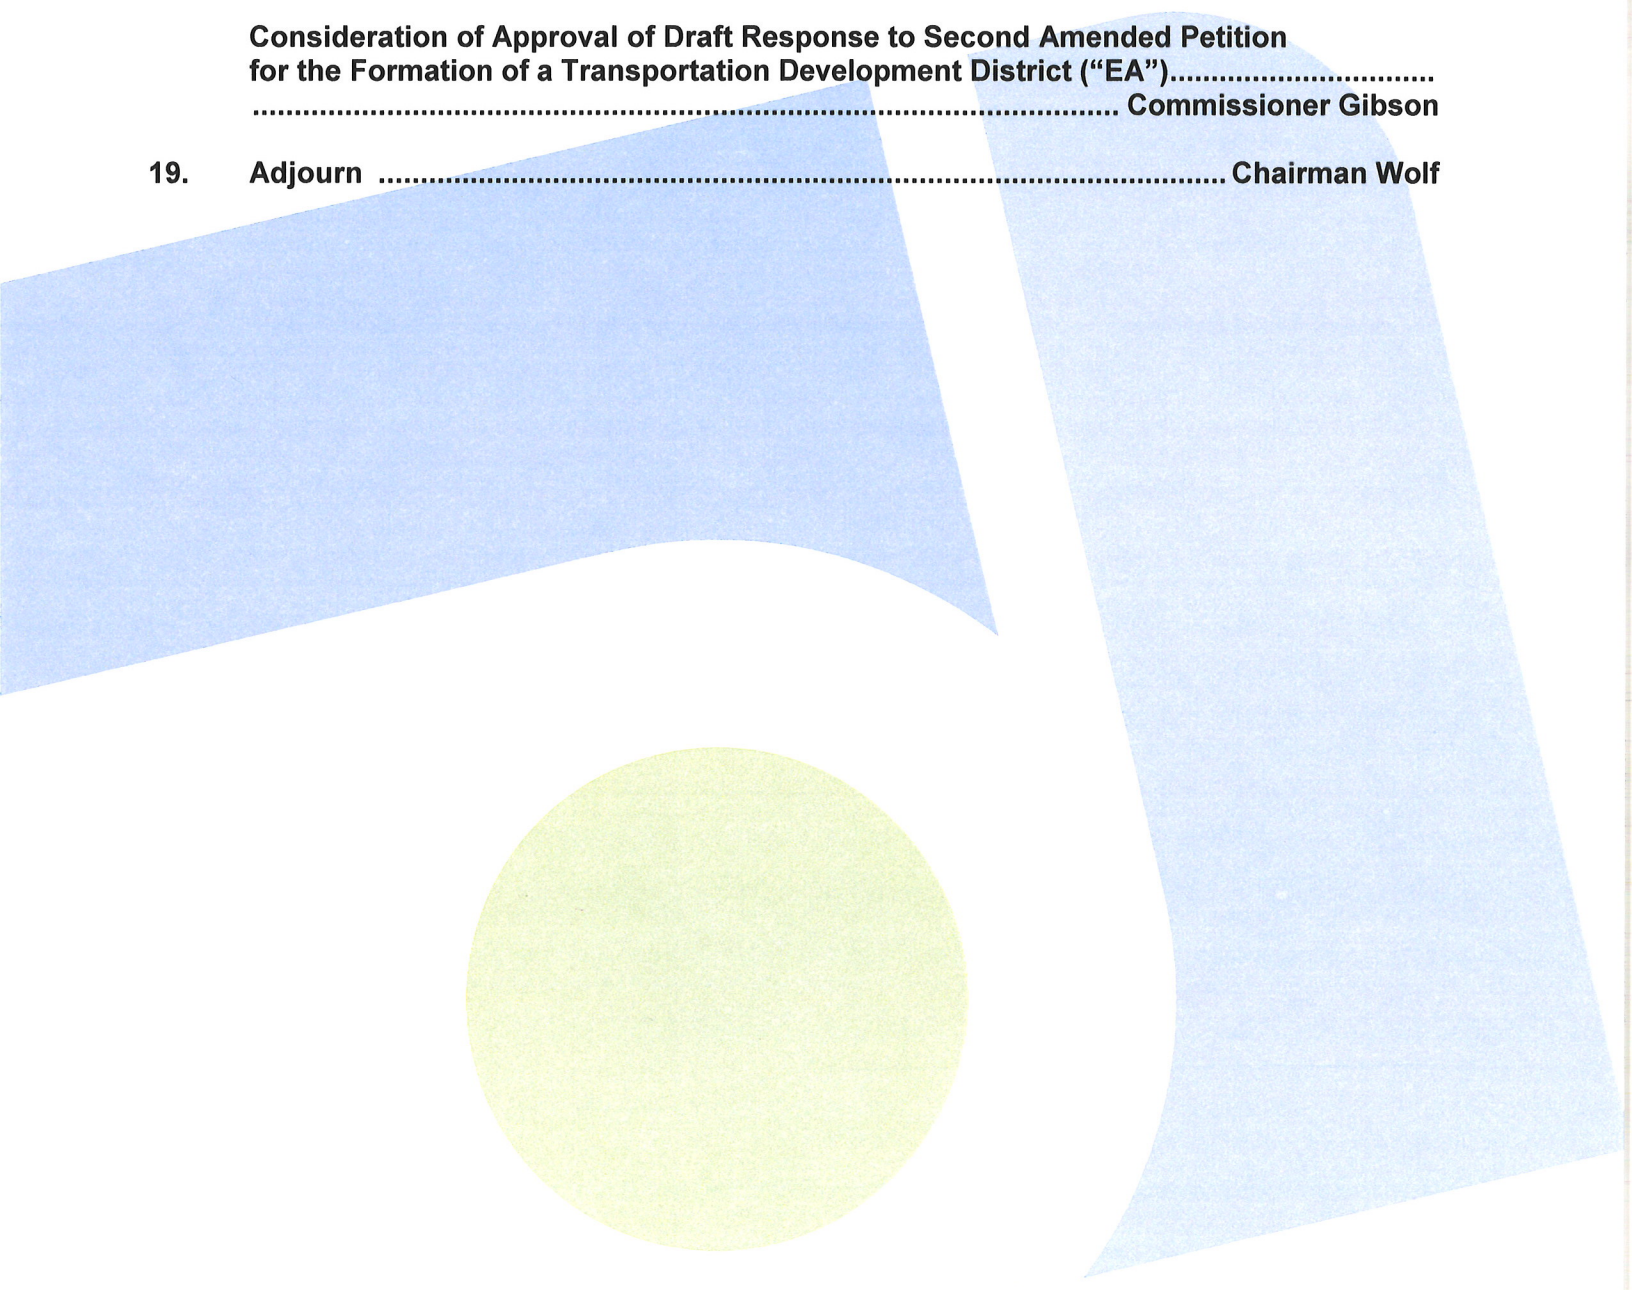 Consideration of Approval of Draft Response to Second Amended Petition
for the Formation of a Transportation Development District (“EA”)................................
........................................................................................................ Commissioner Gibson
19. Adjourn ...................................................................................................... Chairman Wolf